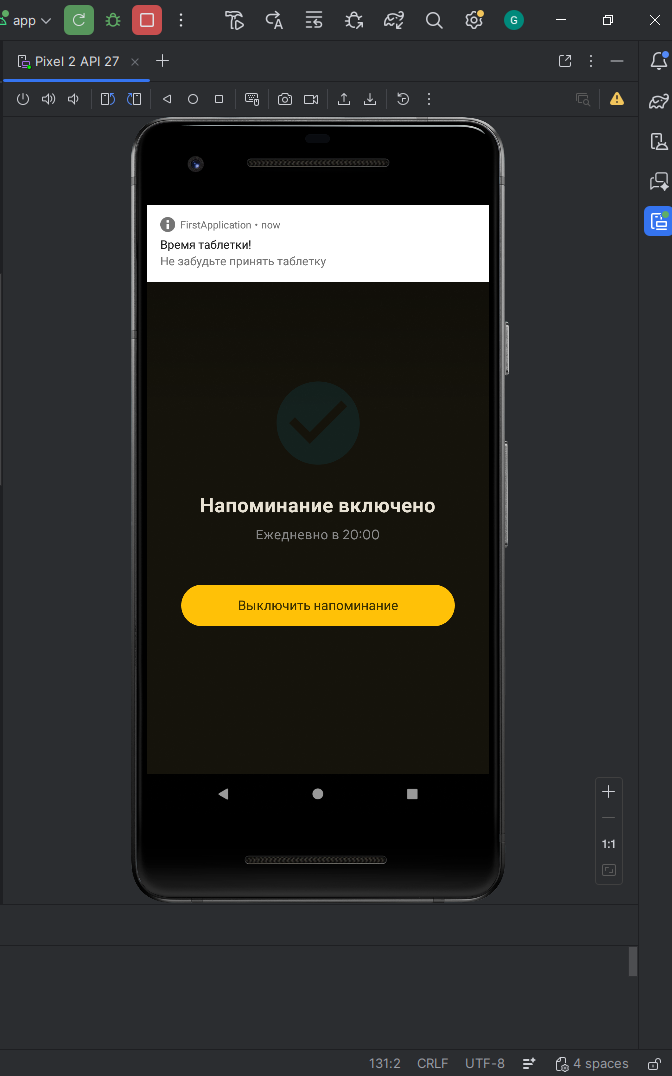 app
G
Pixel 2 API 27
FirstApplication • now
Время таблетки!
Не забудьте принять таблетку
Напоминание включено
Ежедневно в 20:00
Выключить напоминание
1:1
131:2 CRLF UTF-8 4 spaces